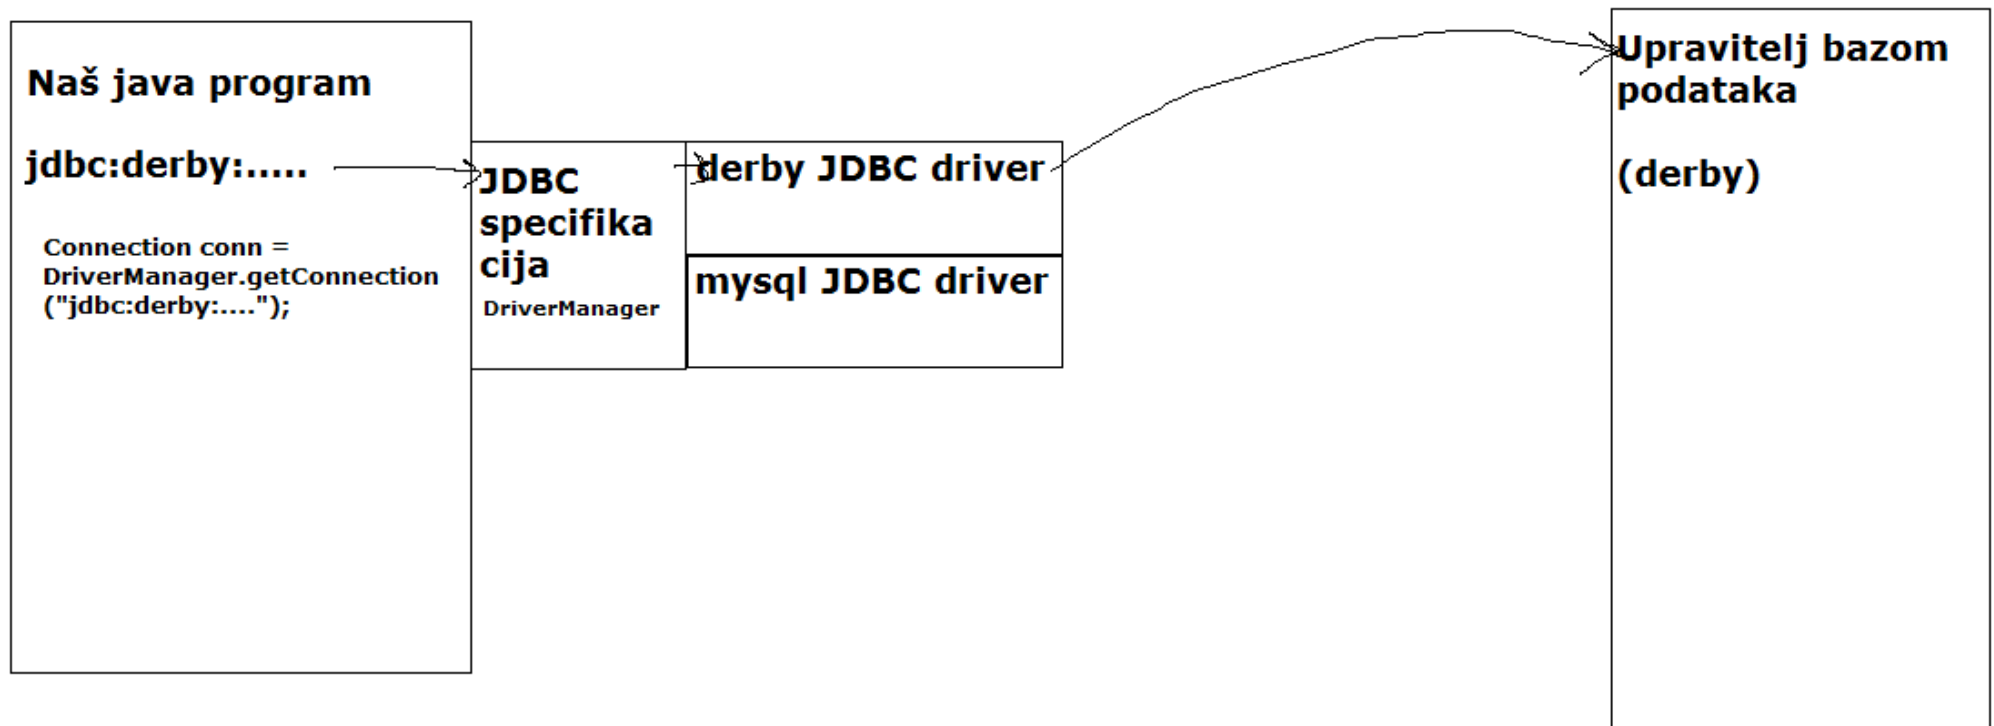 Naš java program
jdbc:derby:.....
Connection conn =
DriverManager.getConnection
("jdbc:derby:....");
JDBC
specifika
cija
DriverManager
derby JDBC driver
mysql JDBC driver
Upravitelj bazom
podataka
(derby)